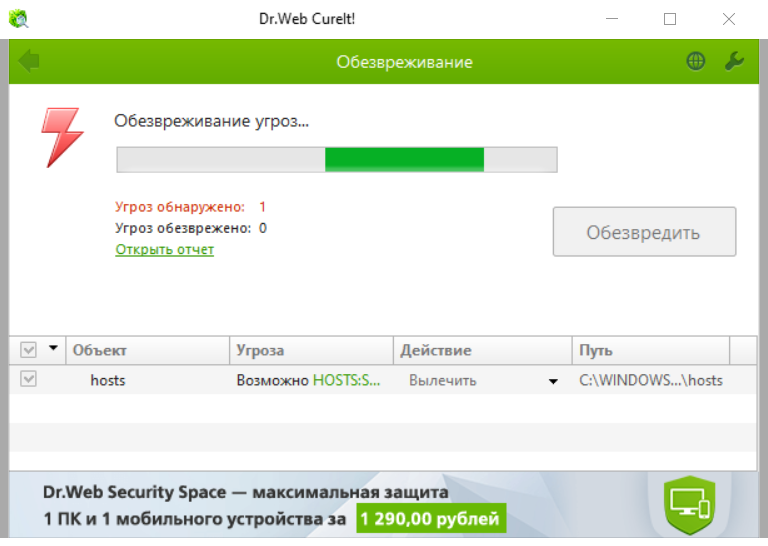 Dr.Web CureIt!
Обезвреживание
Обезвреживание угроз...
Угроз обнаружено: 1
Угроз обезврежено: 0
Открыть отчет
Обезвредить
Объект Угроза Действие Путь
hosts Возможно HOSTS:S... Вылечить C:\WINDOWS...\hosts
Dr.Web Security Space — максимальная защита
1 ПК и 1 мобильного устройства за 1 290,00 рублей